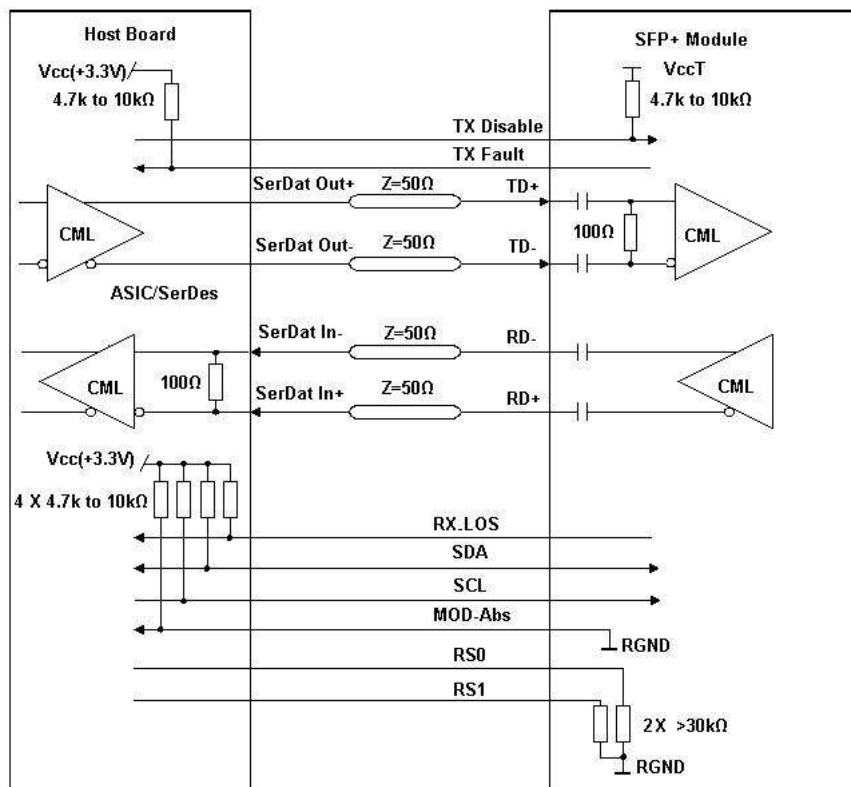 Host Board
SFP+ Module
Vcc(+3.3V)
4.7k to 10kΩ
VccT
4.7k to 10kΩ
TX Disable
TX Fault
SerDat Out+
Z=50Ω
TD+
CML
100Ω
CML
SerDat Out-
Z=50Ω
TD-
ASIC/SerDes
SerDat In-
Z=50Ω
RD-
CML
100Ω
CML
SerDat In+
Z=50Ω
RD+
Vcc(+3.3V)
4 X 4.7k to 10kΩ
RX_LOS
SDA
SCL
MOD-Abs
RGND
RS0
RS1
2X >30kΩ
RGND